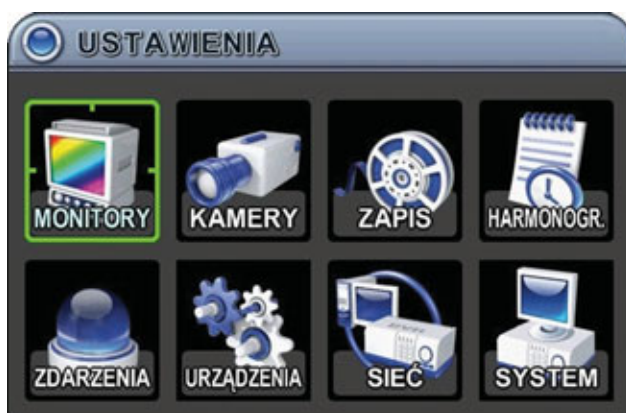 USTAWIENIA
MONITORY KAMERY ZAPIS HARMONOGR.
ZDARZENIA URZĄDZENIA SIEĆ SYSTEM